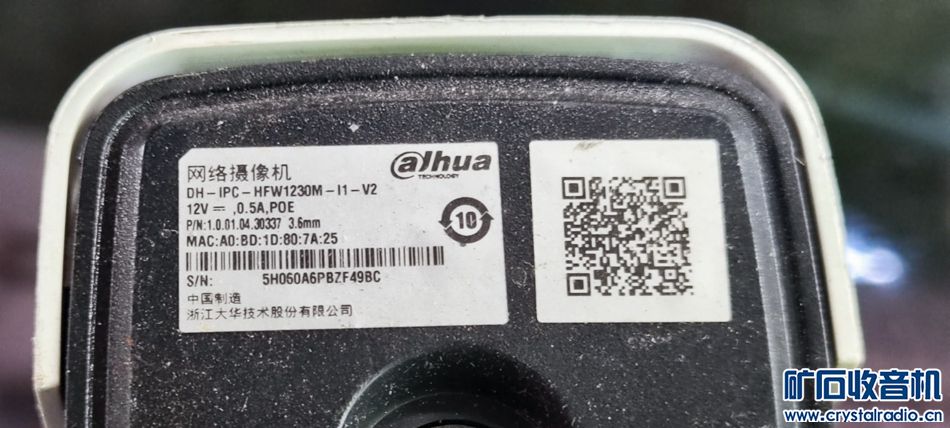 网络摄像机
alhua
TECHNOLOGY
DH-IPC-HFW1230M-I1-V2
12V⎓,0.5A,POE
P/N:1.0.01.04.30337 3.6mm
MAC:A0:BD:1D:80:7A:25
10
S/N: 5H060A6PBZF49BC
中国制造
浙江大华技术股份有限公司
矿石收音机
www.crystalradio.cn